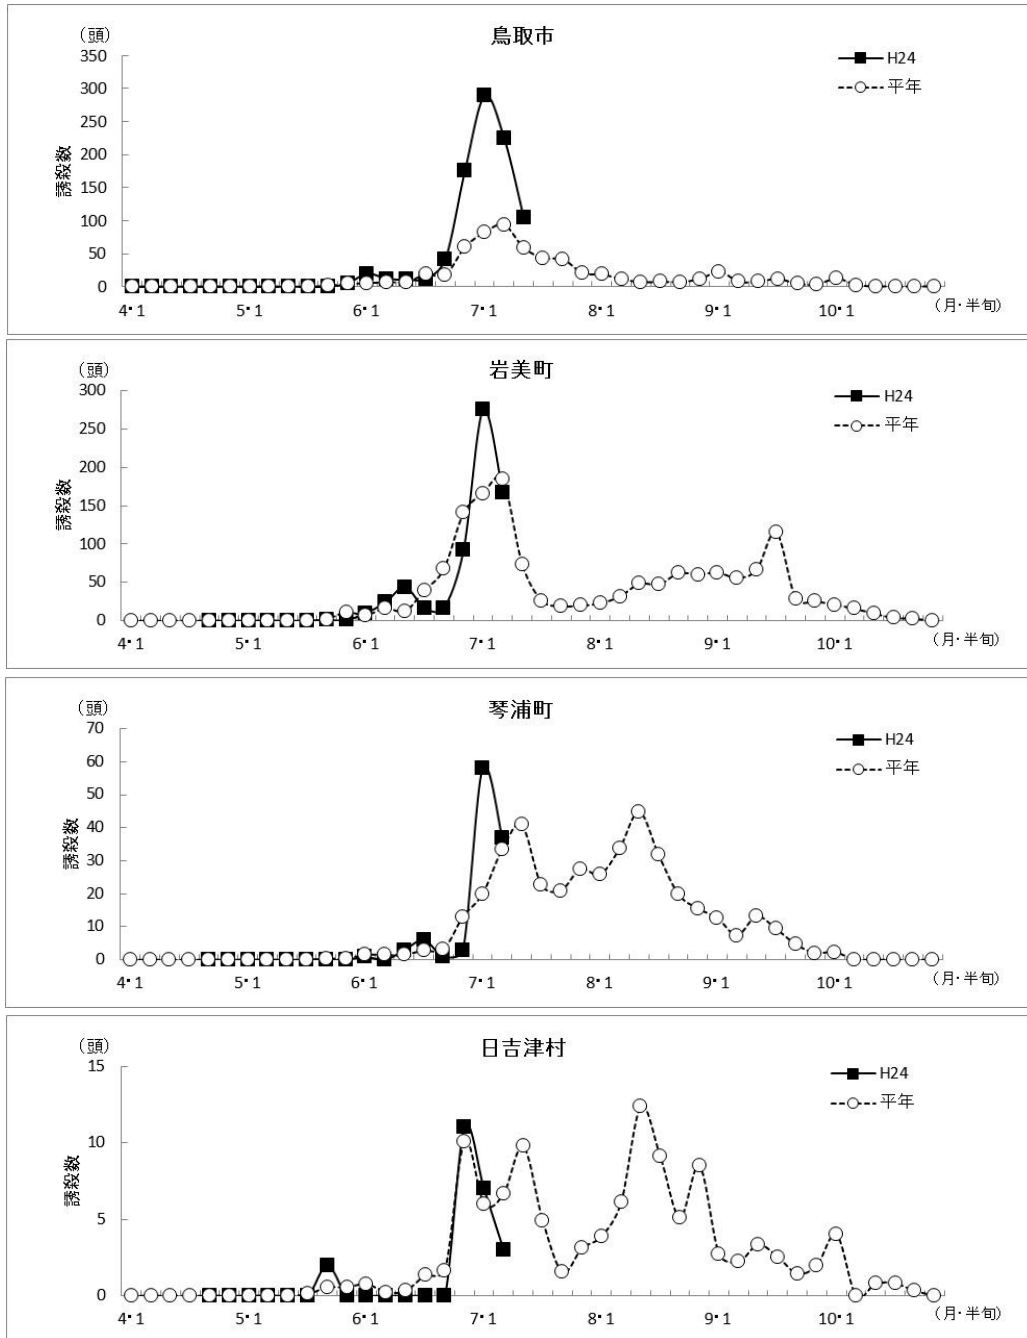 鳥取市
(頭)
誘殺数
350
300
250
200
150
100
50
0
H24
平年
4・1
5・1
6・1
7・1
8・1
9・1
10・1
(月・半旬)
岩美町
(頭)
誘殺数
300
250
200
150
100
50
0
H24
平年
4・1
5・1
6・1
7・1
8・1
9・1
10・1
(月・半旬)
琴浦町
(頭)
誘殺数
70
60
50
40
30
20
10
0
H24
平年
4・1
5・1
6・1
7・1
8・1
9・1
10・1
(月・半旬)
日吉津村
(頭)
誘殺数
15
10
5
0
H24
平年
4・1
5・1
6・1
7・1
8・1
9・1
10・1
(月・半旬)